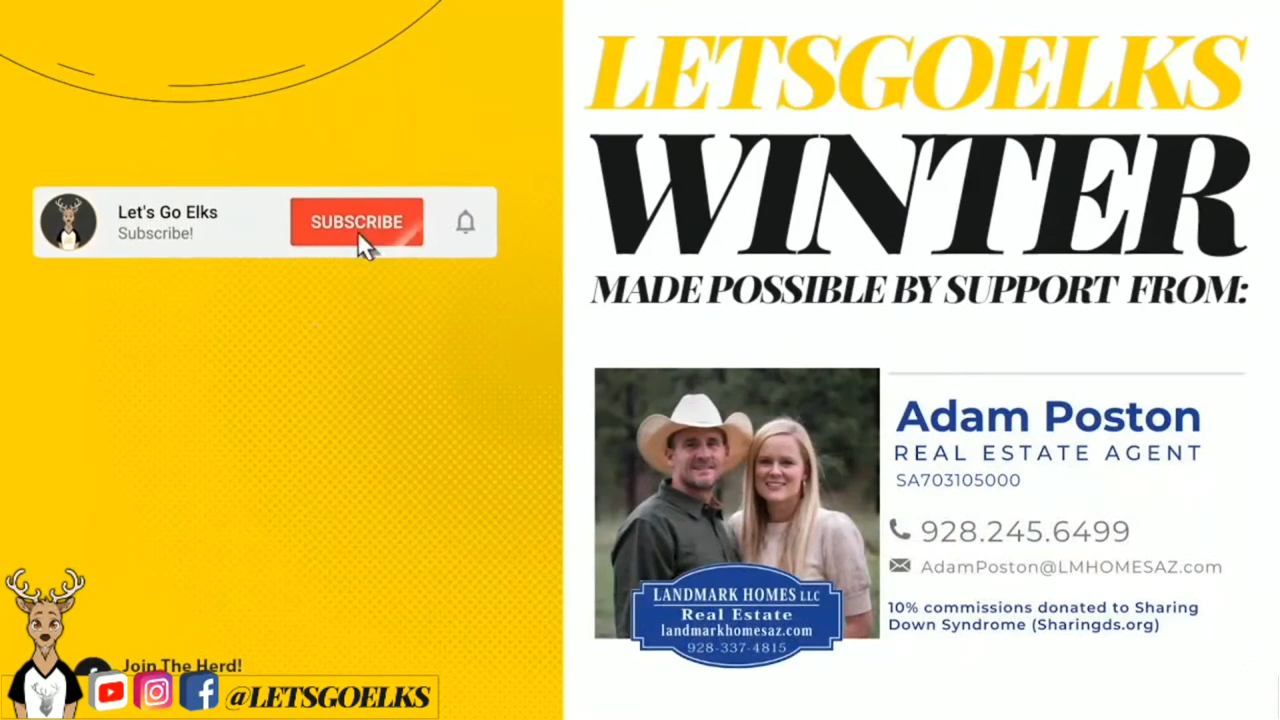 Let's Go Elks
Subscribe!
SUBSCRIBE
Join The Herd!
@LETSGOELKS
LETSGOELKS
WINTER
MADE POSSIBLE BY SUPPORT FROM:
Adam Poston
REAL ESTATE AGENT
SA703105000
928.245.6499
AdamPoston@LMHOMESAZ.com
10% commissions donated to Sharing
Down Syndrome (Sharingds.org)
LANDMARK HOMES LLC
Real Estate
landmarkhomesaz.com
928-337-4815